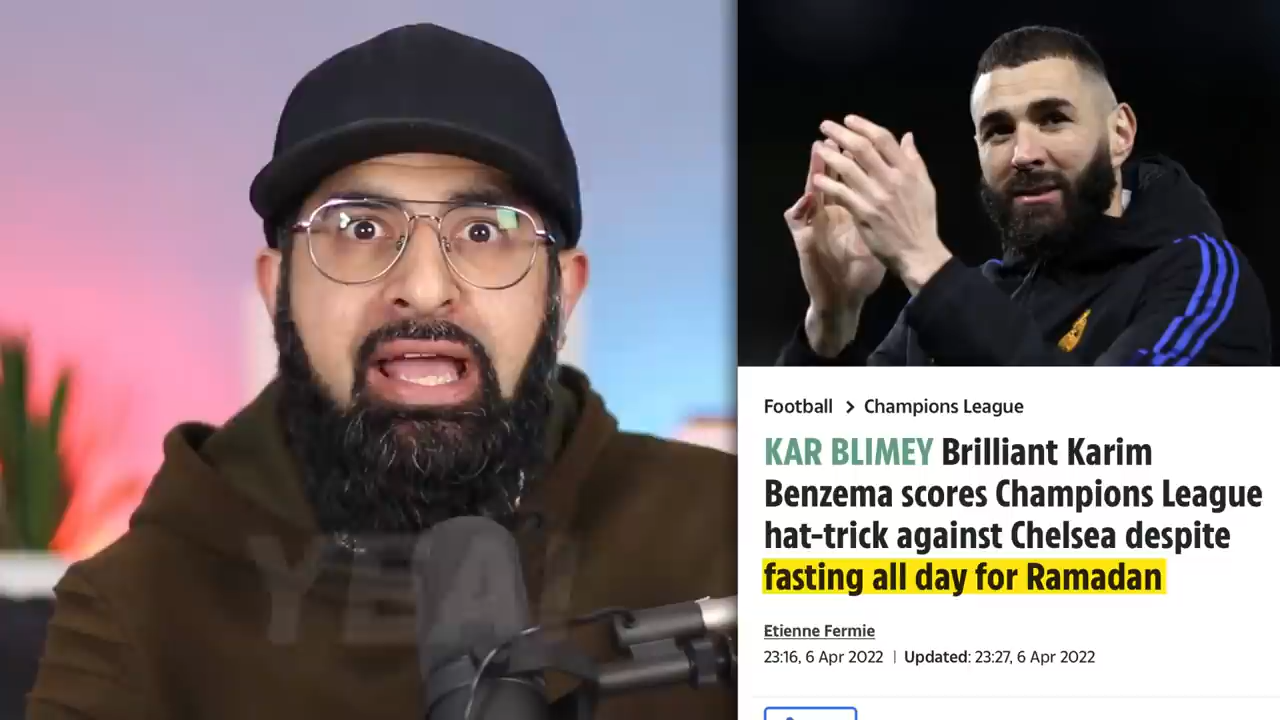 Football > Champions League
KAR BLIMEY Brilliant Karim
Benzema scores Champions League
hat-trick against Chelsea despite
fasting all day for Ramadan
Etienne Fermie
23:16, 6 Apr 2022 | Updated: 23:27, 6 Apr 2022